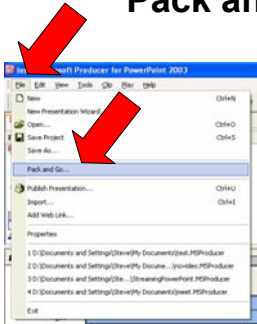 Pack an
oft Producer for PowerPoint 2003
File Edit View Tools Clip Play Help
New Ctrl+N
New Presentation Wizard
Open... Ctrl+O
Save Project Ctrl+S
Save As...
Pack and Go...
Publish Presentation... Ctrl+U
Import... Ctrl+I
Add Web Link...
Properties
1 D:\Documents and Settings\Steve\My Documents\test.MSProducer
2 D:\Documents and Settings\Steve\My Docume...\novideo.MSProducer
3 D:\Documents and Settings\Ste...\StreamingPowerPoint.MSProducer
4 D:\Documents and Settings\Steve\My Documents\meet.MSProducer
Exit